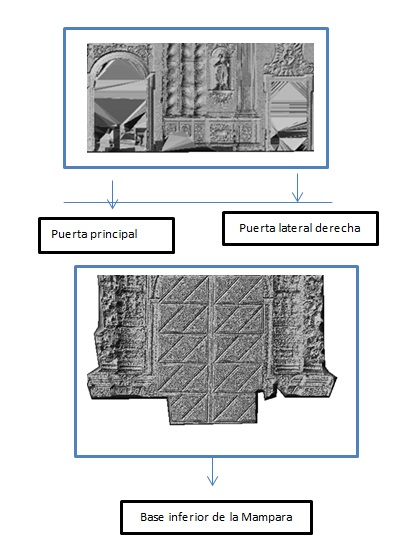 Puerta principal
Puerta lateral derecha
Base inferior de la Mampara